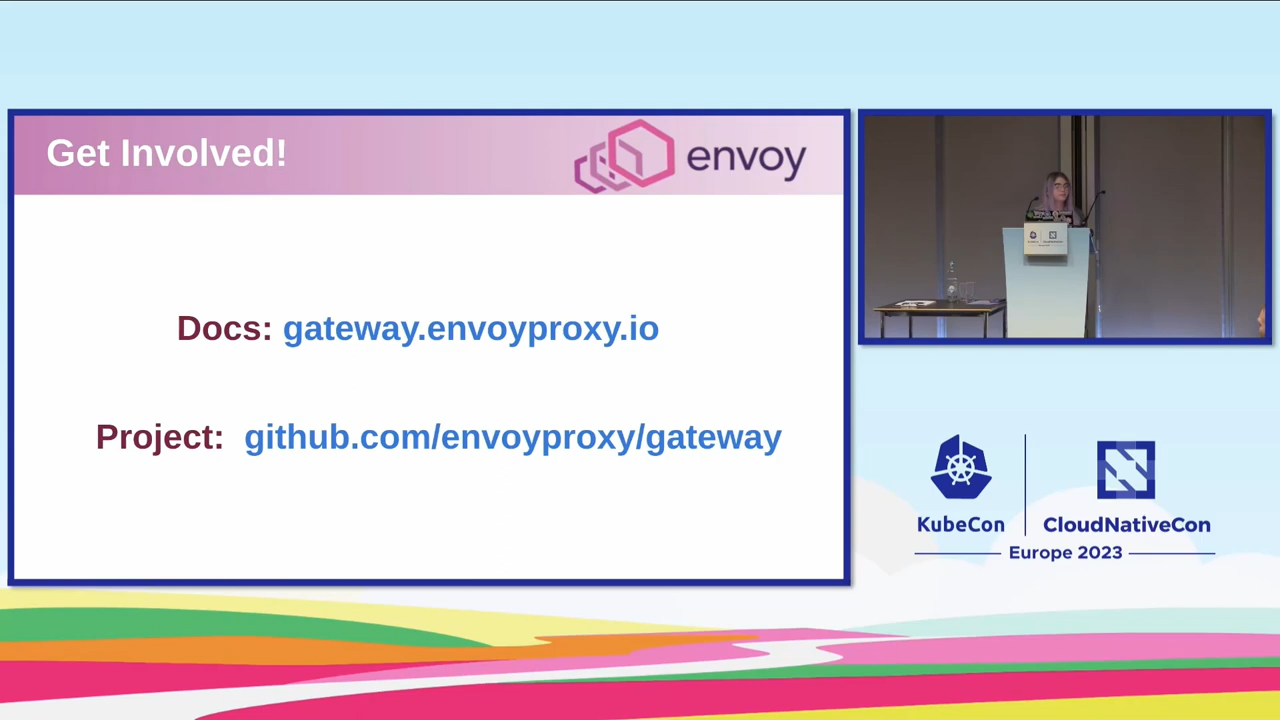 Get Involved!
envoy
Docs: gateway.envoyproxy.io
Project: github.com/envoyproxy/gateway
KubeCon
CloudNativeCon
Europe 2023